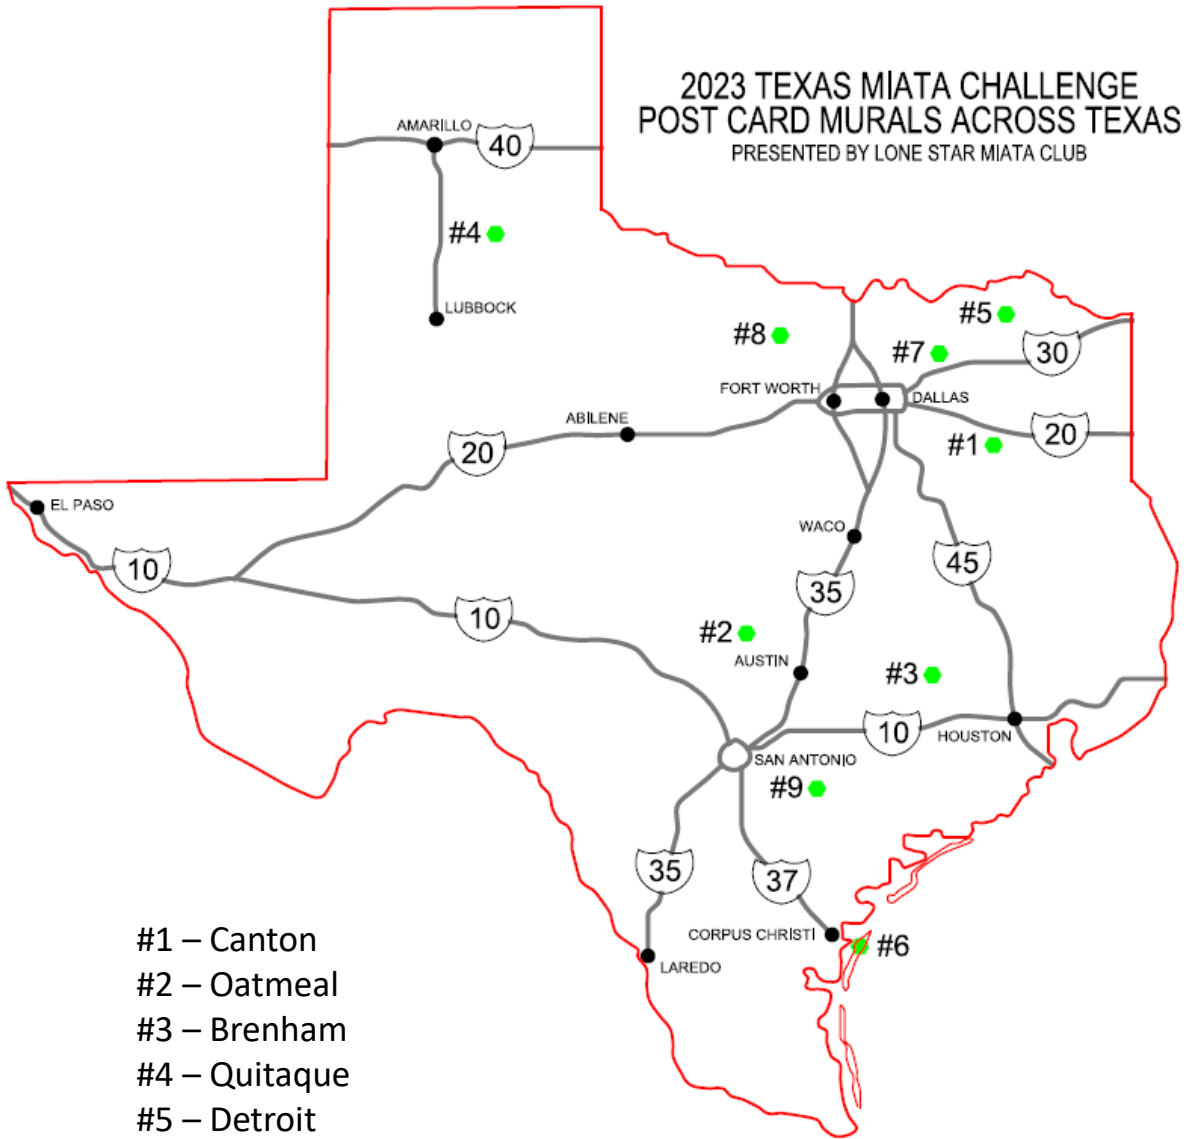 2023 TEXAS MIATA CHALLENGE
POST CARD MURALS ACROSS TEXAS
PRESENTED BY LONE STAR MIATA CLUB
AMARILLO
40
#4
LUBBOCK
#5
#8
#7
30
FORT WORTH
DALLAS
ABILENE
20
#1
20
EL PASO
WACO
10
45
35
10
#2
AUSTIN
#3
10
HOUSTON
SAN ANTONIO
#9
35
37
CORPUS CHRISTI
#6
LAREDO
#1 – Canton
#2 – Oatmeal
#3 – Brenham
#4 – Quitaque
#5 – Detroit